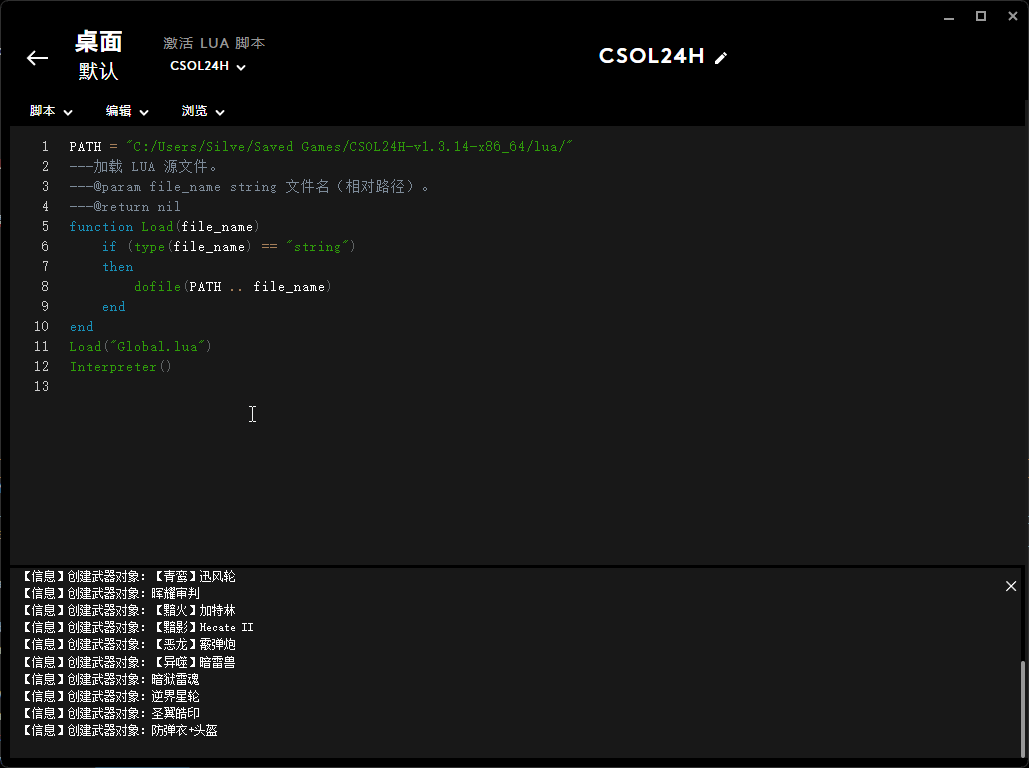 桌面
默认
激活 LUA 脚本
CSOL24H
CSOL24H
脚本 编辑 浏览
1 PATH = "C:/Users/Silve/Saved Games/CSOL24H-v1.3.14-x86_64/lua/"
2 ---加载 LUA 源文件。
3 ---@param file_name string 文件名（相对路径）。
4 ---@return nil
5 function Load(file_name)
6 if (type(file_name) == "string")
7 then
8 dofile(PATH .. file_name)
9 end
10 end
11 Load("Global.lua")
12 Interpreter()
13
【信息】创建武器对象：【青鸾】迅风轮
【信息】创建武器对象：晖耀审判
【信息】创建武器对象：【黯火】加特林
【信息】创建武器对象：【黯影】Hecate II
【信息】创建武器对象：【恶龙】霰弹炮
【信息】创建武器对象：【异噬】暗雷兽
【信息】创建武器对象：暗狱雷魂
【信息】创建武器对象：逆界星轮
【信息】创建武器对象：圣翼皓印
【信息】创建武器对象：防弹衣+头盔